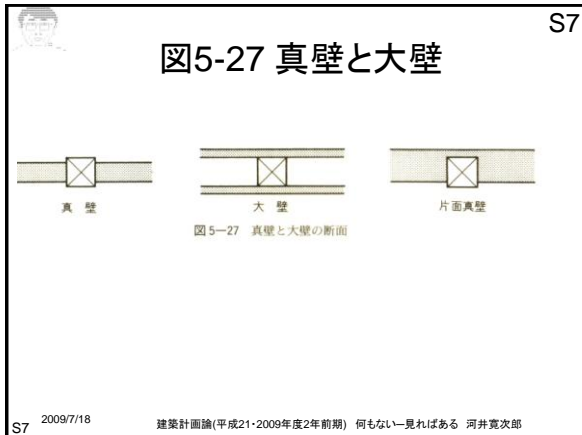 S7
図5-27 真壁と大壁
真 壁
大 壁
片面真壁
図5-27 真壁と大壁の断面
S7
2009/7/18
建築計画論(平成21・2009年度2年前期) 何もないー見ればある 河井寛次郎